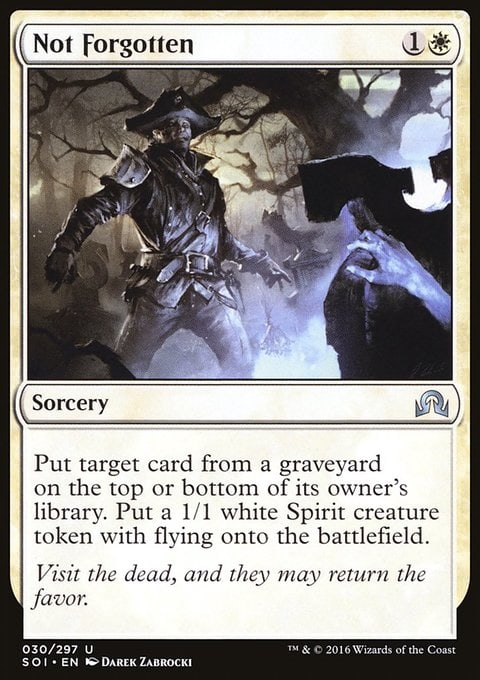 Not Forgotten 1
Sorcery
Put target card from a graveyard
on the top or bottom of its owner's
library. Put a 1/1 white Spirit creature
token with flying onto the battlefield.
Visit the dead, and they may return the
favor.
030/297 U
SOI • EN Darek Zabrocki
™ & © 2016 Wizards of the Coast